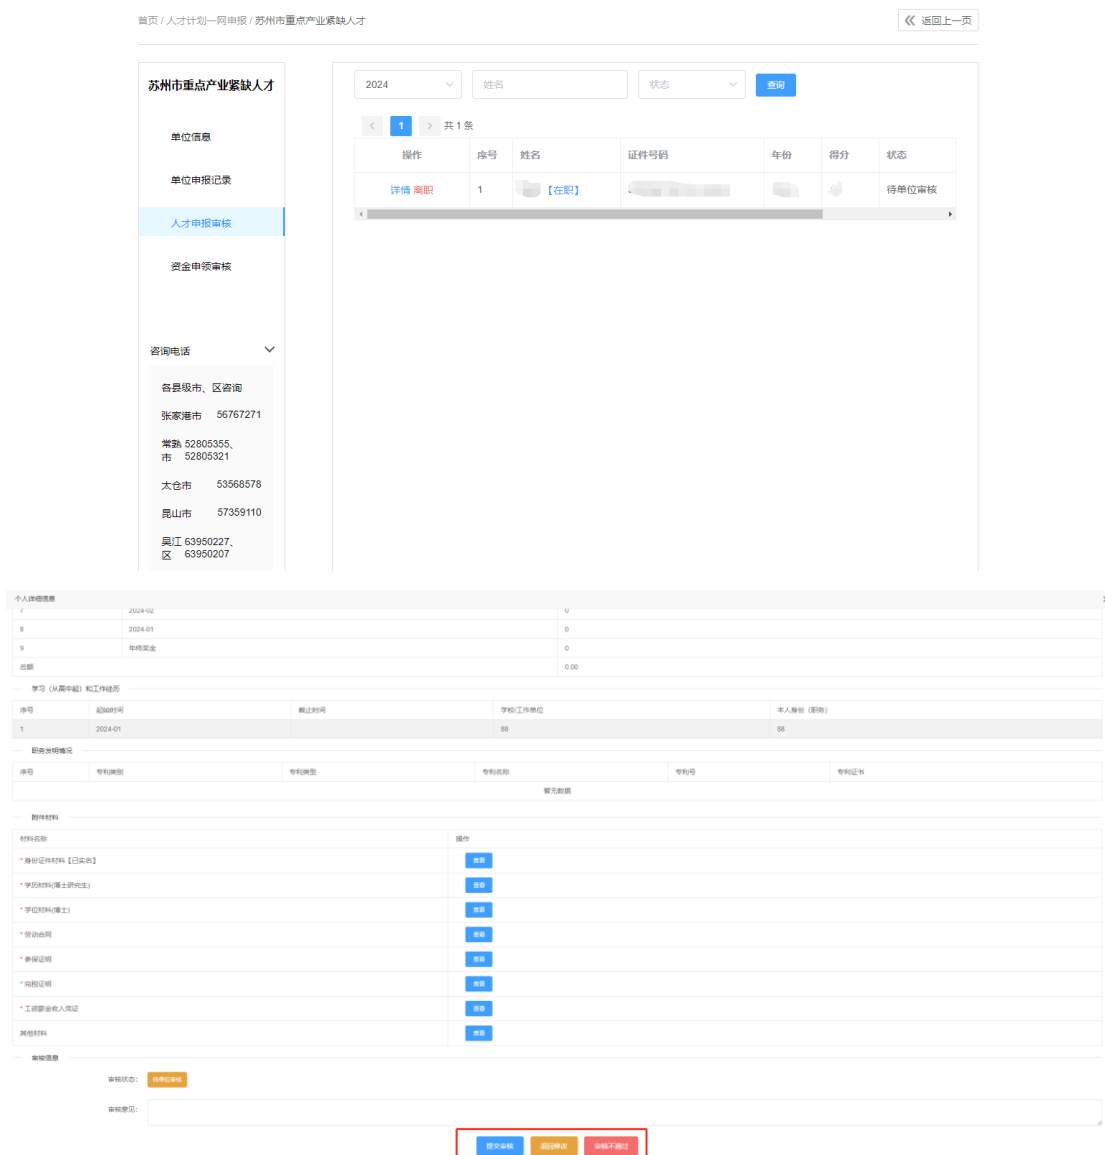 首页 / 人才计划一网申报 / 苏州市重点产业紧缺人才
返回上一页
苏州市重点产业紧缺人才
单位信息
单位申报记录
人才申报审核
资金申领审核
咨询电话
各县级市、区咨询
张家港市 56767271
常熟市 52805355、
52805321
太仓市 53568578
昆山市 57359110
吴江区 63950227、
63950207
2024 姓名 状态 查询
1 共 1 条
操作 序号 姓名 证件号码 年份 得分 状态
详情 离职 1 【在职】 待单位审核
个人详细信息
7 2024-02 0
8 2024-01 0
9 年终奖金 0
总额 0.00
学习（从高中起）和工作经历
序号 起始时间 截止时间 学校/工作单位 本人身份（职务）
1 2024-01 88 88
职务发明情况
序号 专利类别 专利类型 专利名称 专利号 专利证书
暂无数据
附件材料
材料名称 操作
* 身份证件材料【已实名】 查看
* 学历材料(博士研究生) 查看
* 学位材料(博士) 查看
* 劳动合同 查看
* 参保证明 查看
* 完税证明 查看
* 工资薪金收入凭证 查看
其他材料 查看
审核信息
审核状态： 待单位审核
审核意见：
提交审核 退回修改 审核不通过